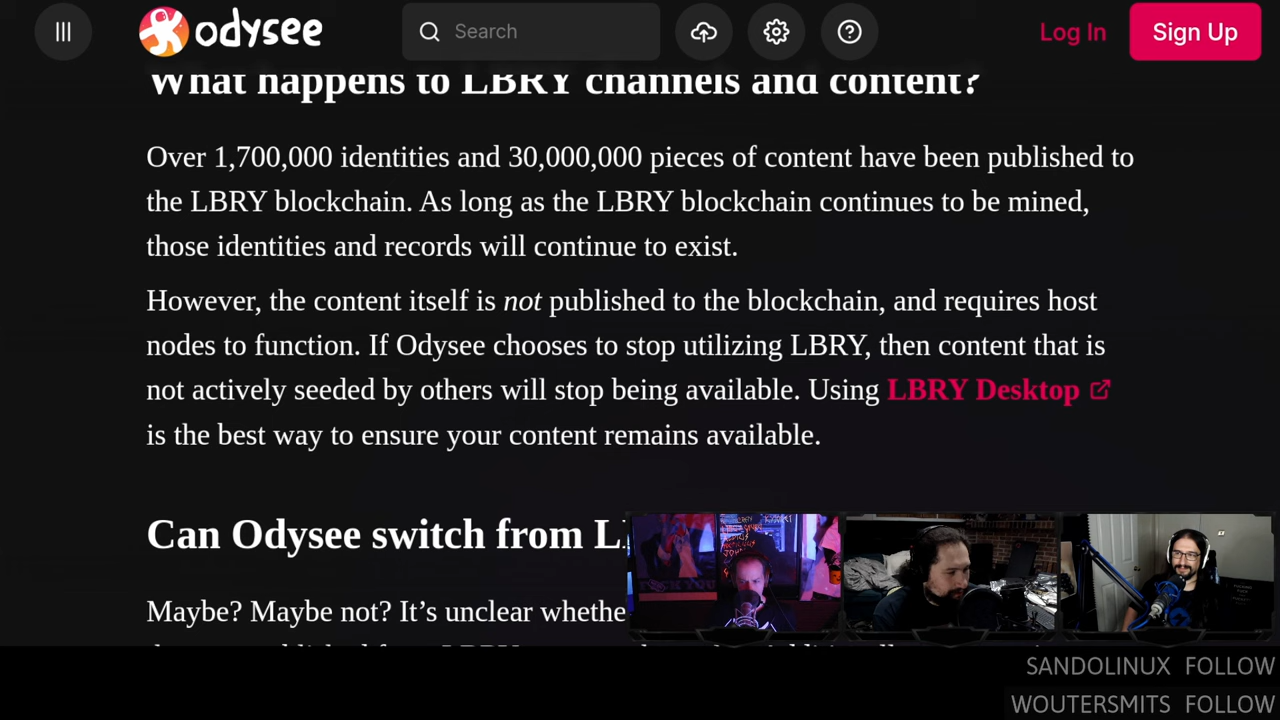 odysee
Search
Log In
Sign Up
What happens to LBRY channels and content?
Over 1,700,000 identities and 30,000,000 pieces of content have been published to
the LBRY blockchain. As long as the LBRY blockchain continues to be mined,
those identities and records will continue to exist.
However, the content itself is not published to the blockchain, and requires host
nodes to function. If Odysee chooses to stop utilizing LBRY, then content that is
not actively seeded by others will stop being available. Using LBRY Desktop
is the best way to ensure your content remains available.
Can Odysee switch from
Maybe? Maybe not? It’s unclear
SANDOLINUX FOLLOW
WOUTERSMITS FOLLOW